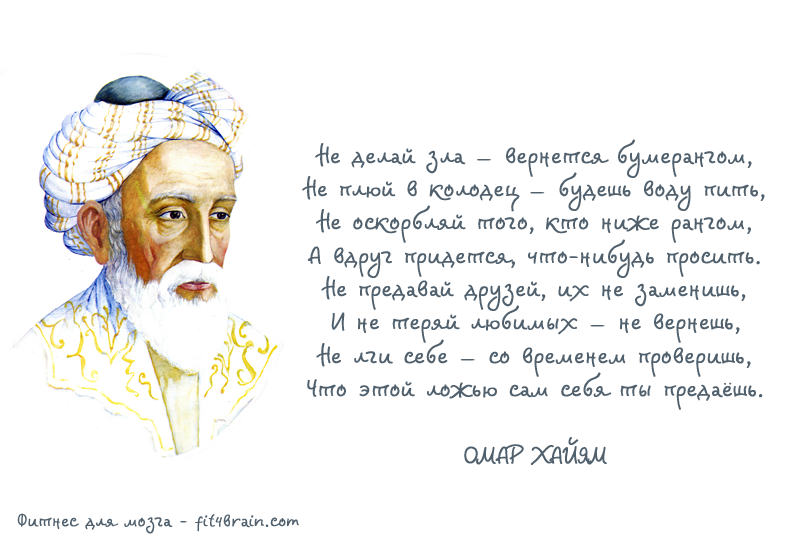 Не делай зла – вернется бумерангом,
Не плюй в колодец – будешь воду пить,
Не оскорбляй того, кто ниже рангом,
А вдруг придется, что-нибудь просить.
Не предавай друзей, их не заменишь,
И не теряй любимых – не вернешь,
Не лги себе – со временем проверишь,
Что этой ложью сам себя ты предаёшь.
ОМАР ХАЙЯМ
Фитнес для мозга - fit4brain.com